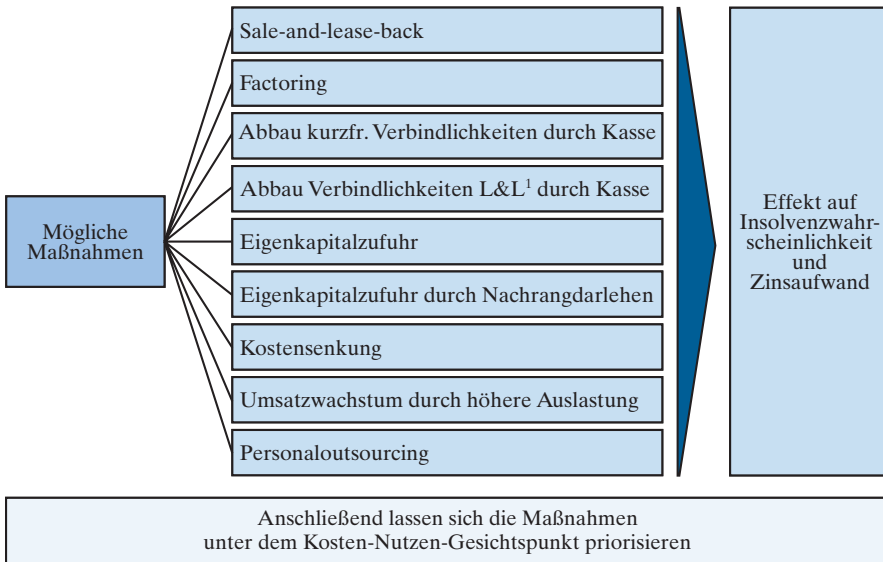 Mögliche
Maßnahmen
Sale-and-lease-back
Factoring
Abbau kurzfr. Verbindlichkeiten durch Kasse
Abbau Verbindlichkeiten L&L¹ durch Kasse
Eigenkapitalzufuhr
Eigenkapitalzufuhr durch Nachrangdarlehen
Kostensenkung
Umsatzwachstum durch höhere Auslastung
Personaloutsourcing
Effekt auf
Insolvenzwahr-
scheinlichkeit
und
Zinsaufwand
Anschließend lassen sich die Maßnahmen
unter dem Kosten-Nutzen-Gesichtspunkt priorisieren